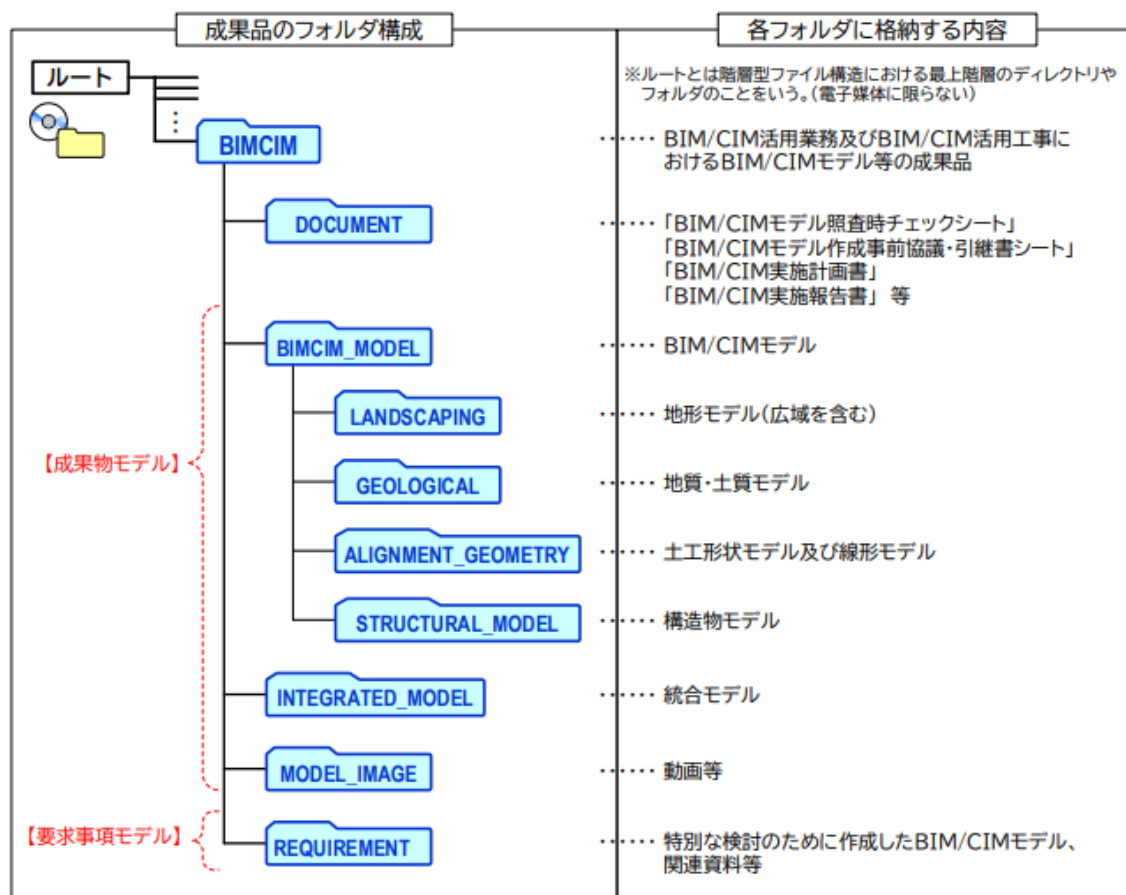 成果品のフォルダ構成
各フォルダに格納する内容
ルート
※ルートとは階層型ファイル構造における最上階層のディレクトリや
フォルダのことをいう。(電子媒体に限らない)
BIMCIM
…… BIM/CIM活用業務及びBIM/CIM活用工事に
おけるBIM/CIMモデル等の成果品
DOCUMENT
…… 「BIM/CIMモデル照査時チェックシート」
「BIM/CIMモデル作成事前協議・引継書シート」
「BIM/CIM実施計画書」
「BIM/CIM実施報告書」 等
BIMCIM_MODEL
…… BIM/CIMモデル
LANDSCAPING
…… 地形モデル(広域を含む)
【成果物モデル】
GEOLOGICAL
…… 地質・土質モデル
ALIGNMENT_GEOMETRY
…… 土工形状モデル及び線形モデル
STRUCTURAL_MODEL
…… 構造物モデル
INTEGRATED_MODEL
…… 統合モデル
MODEL_IMAGE
…… 動画等
【要求事項モデル】
REQUIREMENT
…… 特別な検討のために作成したBIM/CIMモデル、
関連資料等